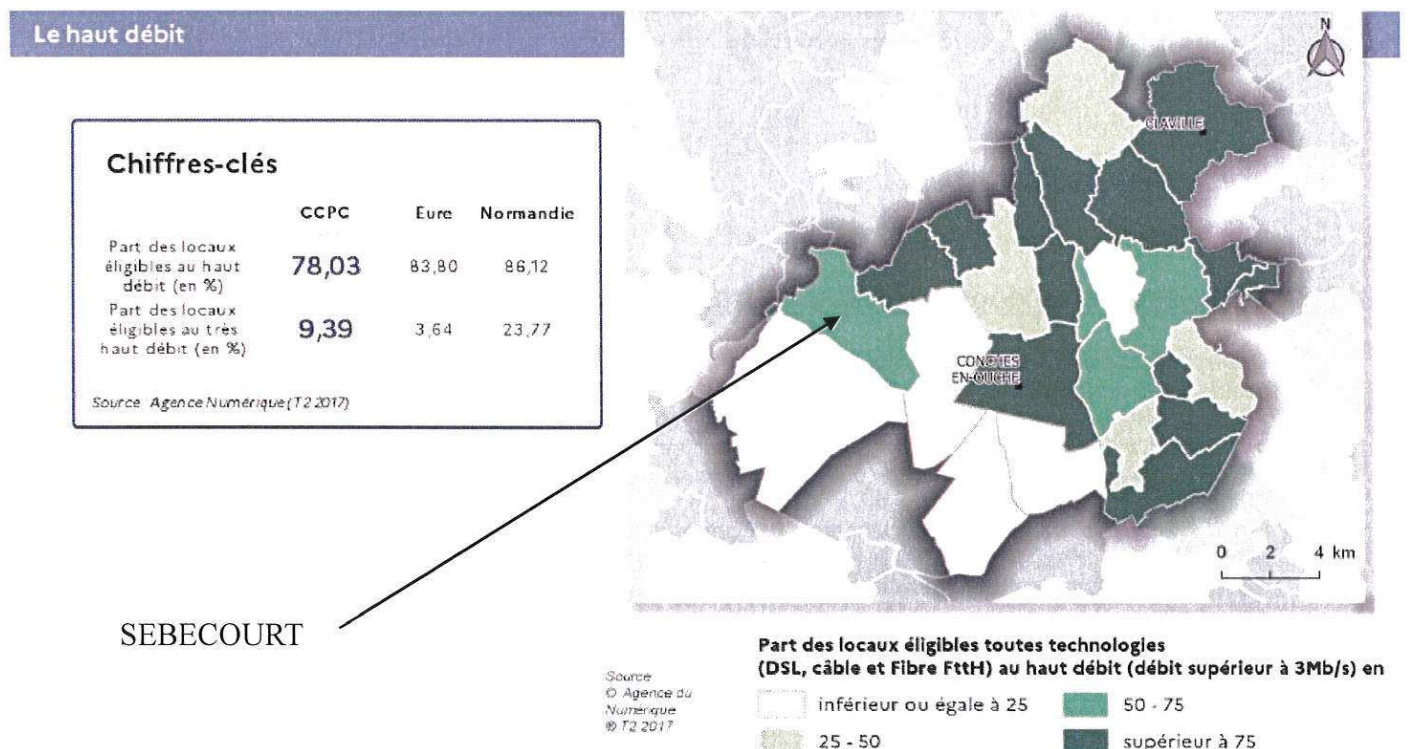 Le haut débit
Chiffres-clés
CCPC Eure Normandie
Part des locaux
éligibles au haut
débit (en %)
78,03 83,80 86,12
Part des locaux
éligibles au très
haut débit (en %)
9,39 3,64 23,77
Source Agence Numérique (T2 2017)
N
CLAVILLE
CONCHES
EN-OUCHE
0 2 4 km
SEBECOURT
Source
© Agence du
Numérique
® T2 2017
Part des locaux éligibles toutes technologies
(DSL, câble et Fibre FttH) au haut débit (débit supérieur à 3Mb/s) en
inférieur ou égale à 25
50 - 75
25 - 50
supérieur à 75